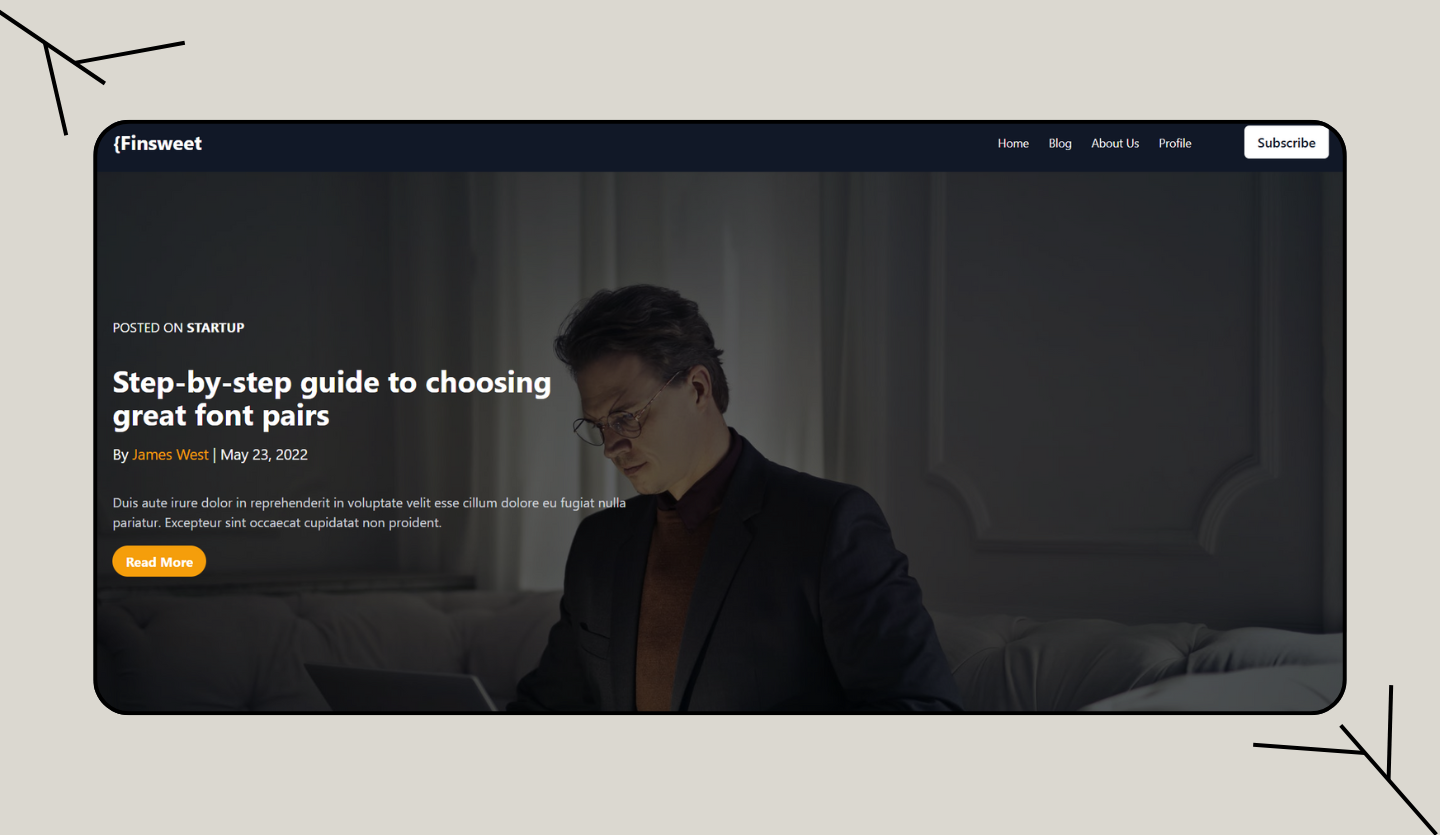 {Finsweet
Home Blog About Us Profile Subscribe
POSTED ON STARTUP
Step-by-step guide to choosing
great font pairs
By James West | May 23, 2022
Duis aute irure dolor in reprehenderit in voluptate velit esse cillum dolore eu fugiat nulla
pariatur. Excepteur sint occaecat cupidatat non proident.
Read More